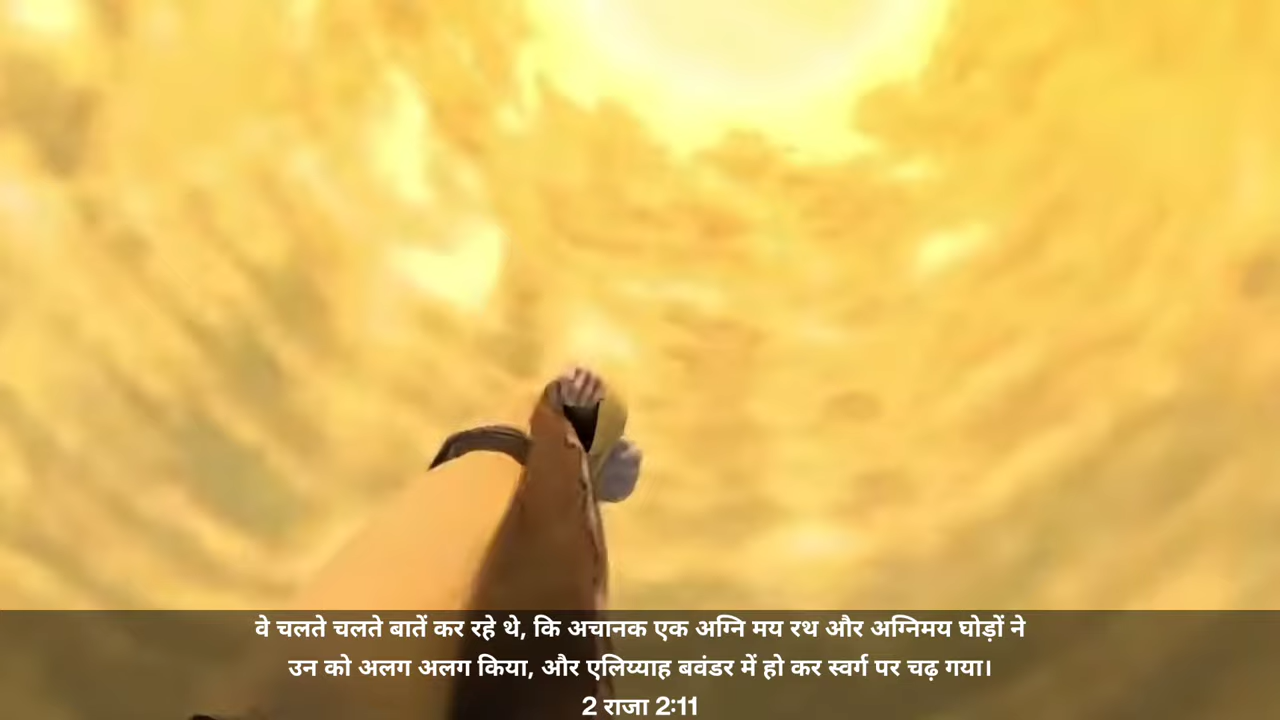 वे चलते चलते बातें कर रहे थे, कि अचानक एक अग्नि मय रथ और अग्निमय घोड़ों ने
उन को अलग अलग किया, और एलिय्याह बवंडर में हो कर स्वर्ग पर चढ़ गया।
2 राजा 2:11